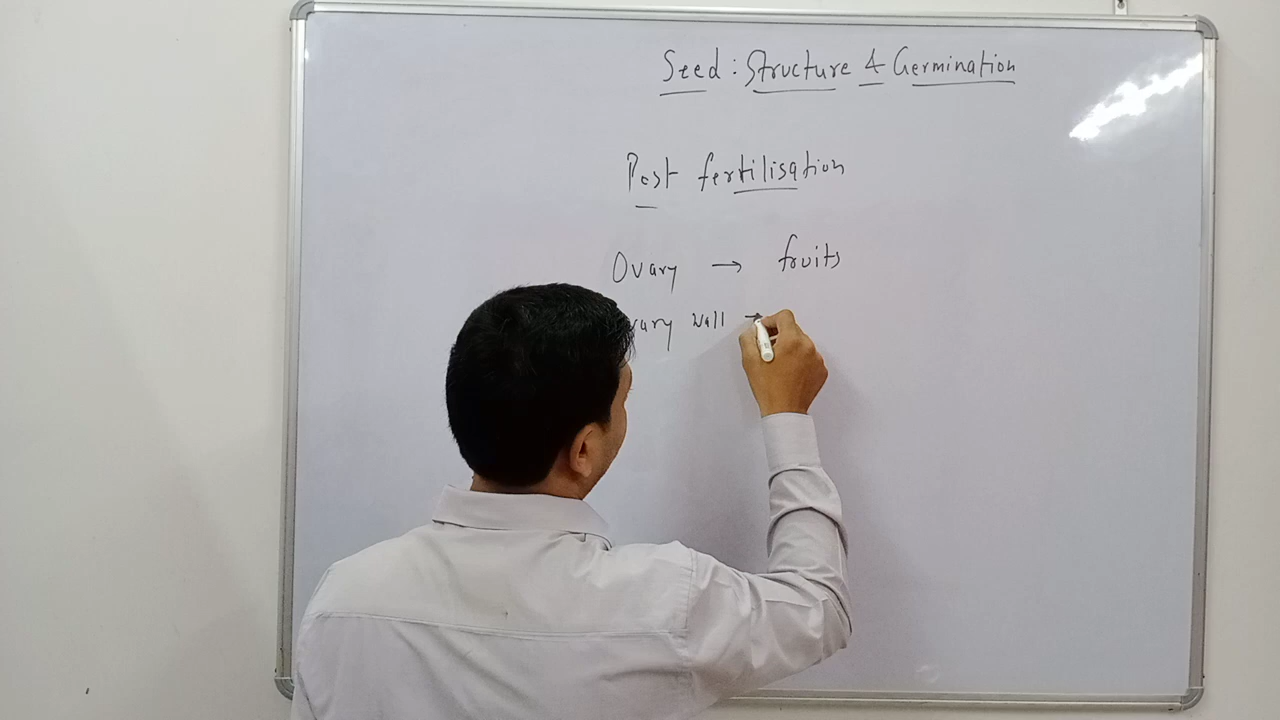 Seed : Structure & Germination
Post fertilisation
Ovary → fruits
vary wall →